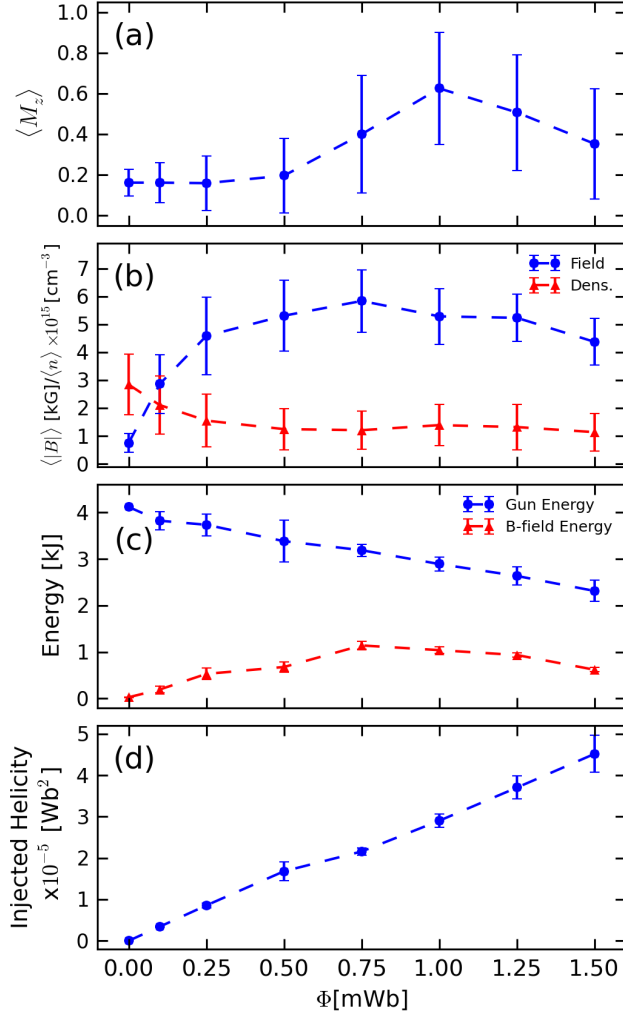 (a)
⟨M_z⟩
1.0
0.8
0.6
0.4
0.2
0.0
(b)
⟨|B|⟩ [kG]/⟨n⟩ ×10^15 [cm^−3]
7
6
5
4
3
2
1
0
Field
Dens.
(c)
Energy [kJ]
4
3
2
1
0
Gun Energy
B-field Energy
(d)
Injected Helicity
x10^−5 [Wb^2]
5
4
3
2
1
0
0.00 0.25 0.50 0.75 1.00 1.25 1.50
Φ[mWb]